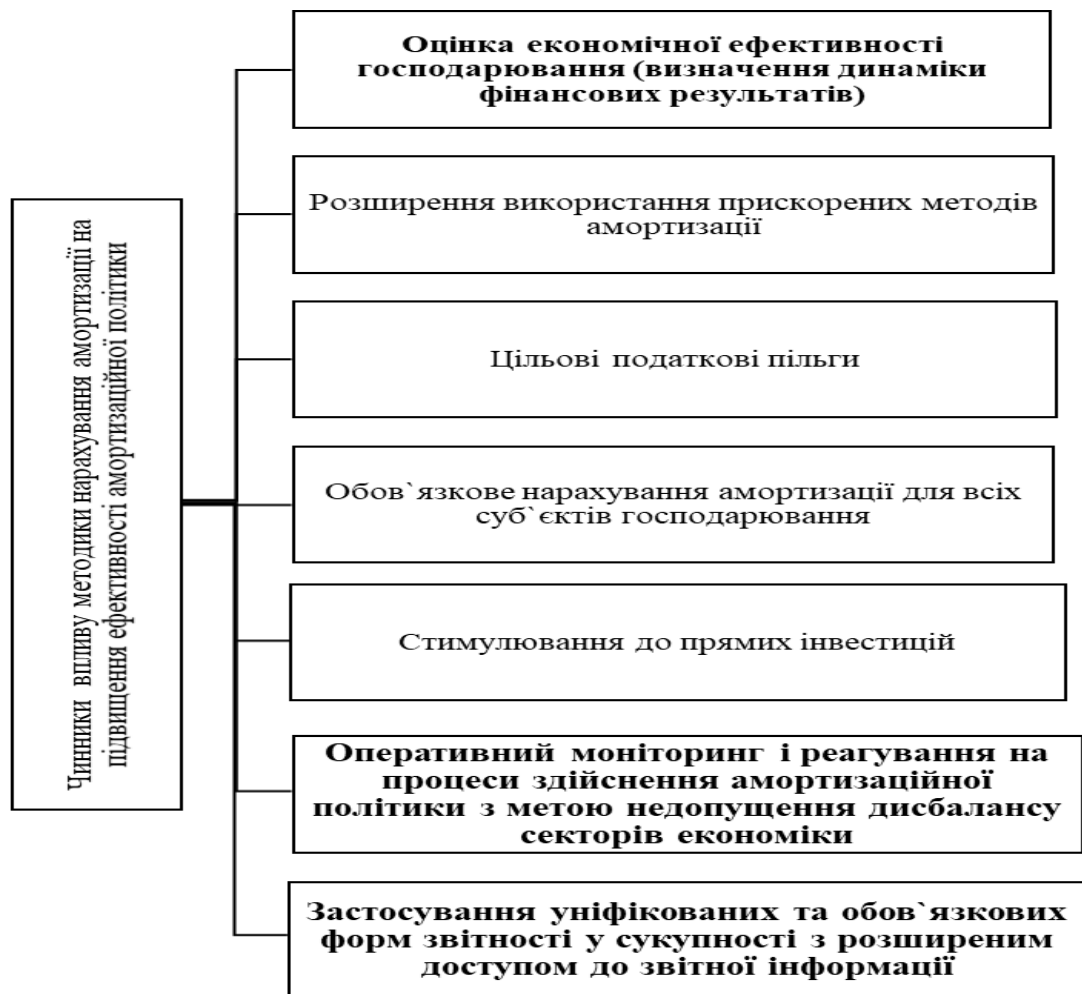 Чинники впливу методики нарахування амортизації на
підвищення ефективності амортизаційної політики
Оцінка економічної ефективності
господарювання (визначення динаміки
фінансових результатів)
Розширення використання прискорених методів
амортизації
Цільові податкові пільги
Обов`язкове нарахування амортизації для всіх
суб`єктів господарювання
Стимулювання до прямих інвестицій
Оперативний моніторинг і реагування на
процеси здійснення амортизаційної
політики з метою недопущення дисбалансу
секторів економіки
Застосування уніфікованих та обов`язкових
форм звітності у сукупності з розширеним
доступом до звітної інформації